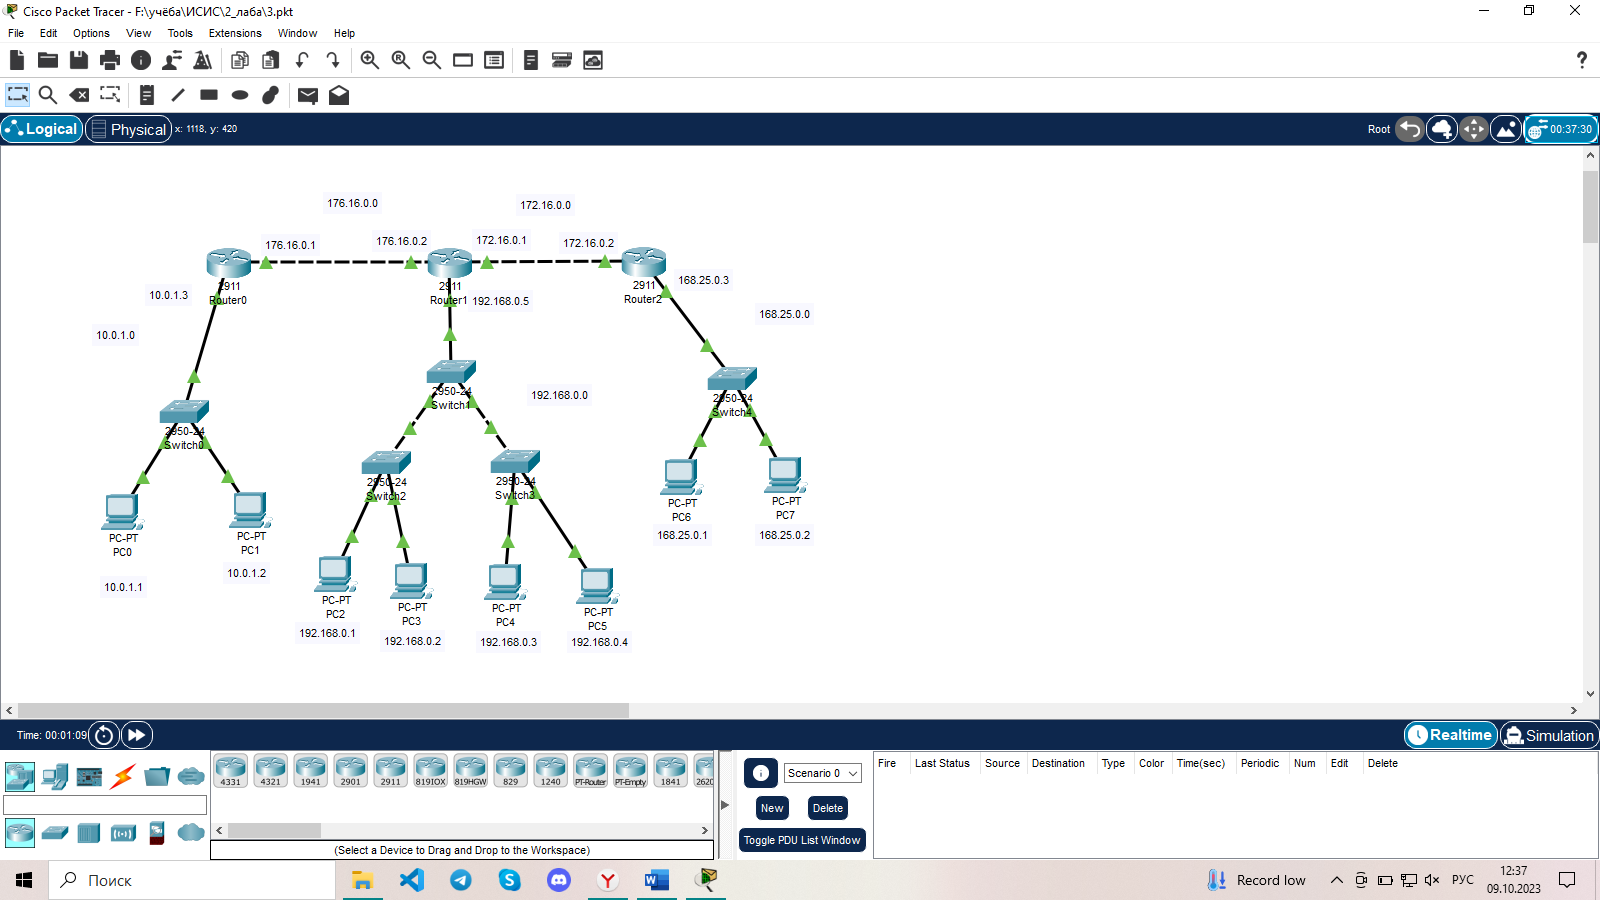 Cisco Packet Tracer - F:\учёба\ИСИС\2_лаба\3.pkt
File Edit Options View Tools Extensions Window Help
?
Logical Physical x: 1118, y: 420 Root 00:37:30
176.16.0.0 172.16.0.0
176.16.0.1 176.16.0.2 172.16.0.1 172.16.0.2
2911
Router0
2911
Router1
2911
Router2
10.0.1.3
192.168.0.5
168.25.0.3
10.0.1.0
168.25.0.0
192.168.0.0
2950-24
Switch0
2950-24
Switch1
2950-24
Switch4
2950-24
Switch2
2950-24
Switch3
PC-PT
PC0
10.0.1.1
PC-PT
PC1
10.0.1.2
PC-PT
PC2
192.168.0.1
PC-PT
PC3
192.168.0.2
PC-PT
PC4
192.168.0.3
PC-PT
PC5
192.168.0.4
PC-PT
PC6
168.25.0.1
PC-PT
PC7
168.25.0.2
Time: 00:01:09 Realtime Simulation
4331 4321 1941 2901 2911 819IOX 819HGW 829 1240 PT-Router PT-Empty 1841 2620
(Select a Device to Drag and Drop to the Workspace)
Scenario 0
New Delete
Toggle PDU List Window
Fire Last Status Source Destination Type Color Time(sec) Periodic Num Edit Delete
Поиск
Record low
РУС
12:37
09.10.2023